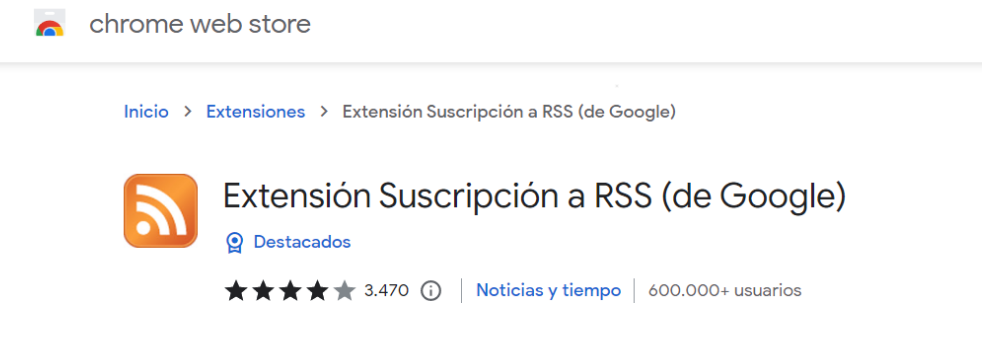 chrome web store
Inicio > Extensiones > Extensión Suscripción a RSS (de Google)
Extensión Suscripción a RSS (de Google)
Destacados
3.470 Noticias y tiempo 600.000+ usuarios